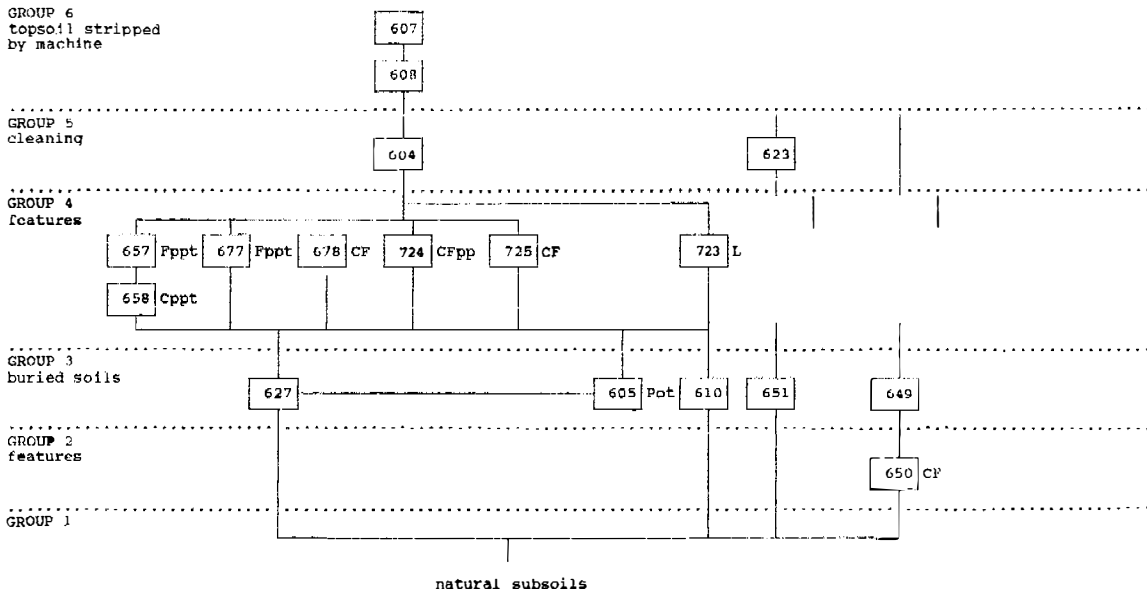 GROUP 6
topsoil stripped
by machine
607
608
GROUP 5
cleaning
604
623
GROUP 4
features
657 Fppt 677 Fppt 678 CF 724 CFpp 725 CF 723 L
658 Cppt
GROUP 3
buried soils
627 605 Pot 610 651 649
GROUP 2
features
650 CF
GROUP 1
natural subsoils